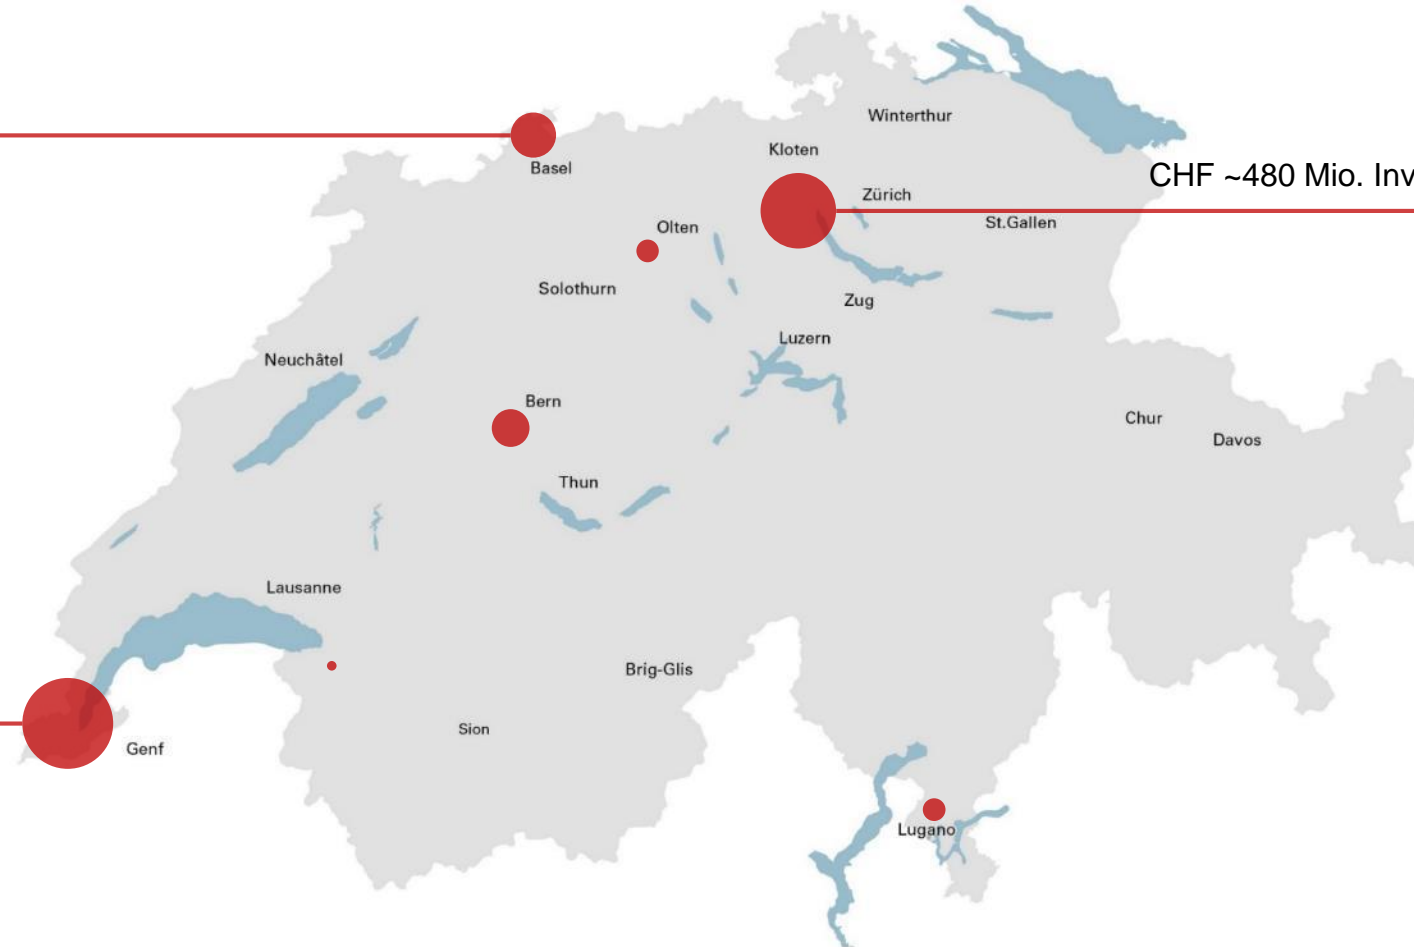 Winterthur
Kloten
Basel
CHF ~480 Mio. Inv
Zürich
St.Gallen
Olten
Solothurn
Zug
Luzern
Neuchâtel
Bern
Chur
Davos
Thun
Lausanne
Brig-Glis
Sion
Genf
Lugano